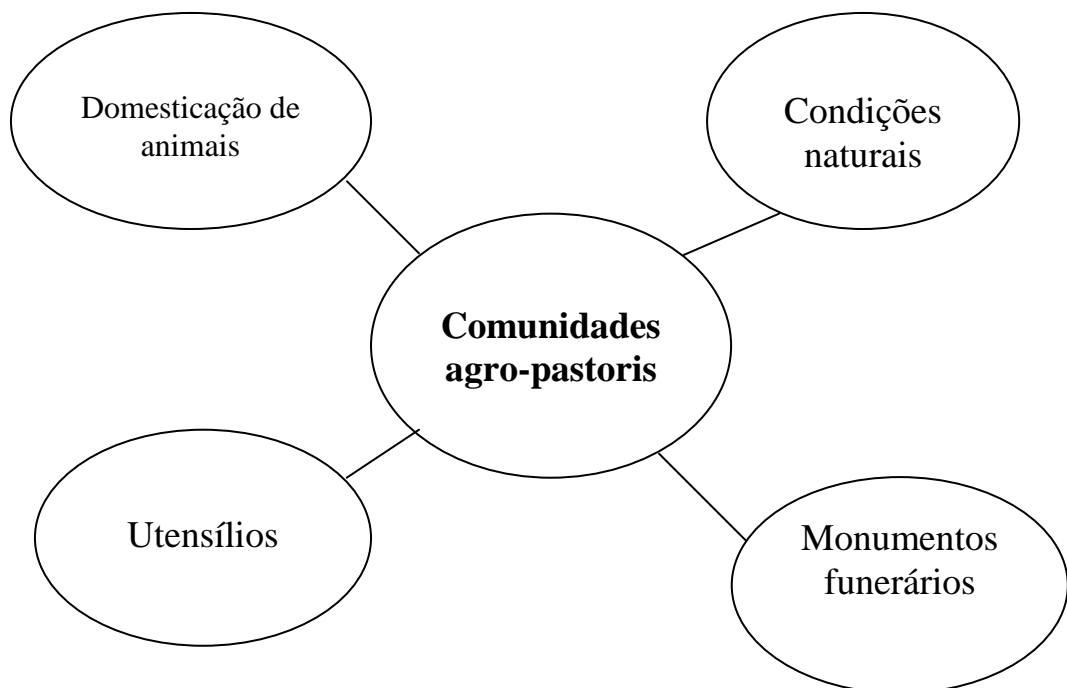 Domesticação de
animais
Condições
naturais
Comunidades
agro-pastoris
Utensílios
Monumentos
funerários